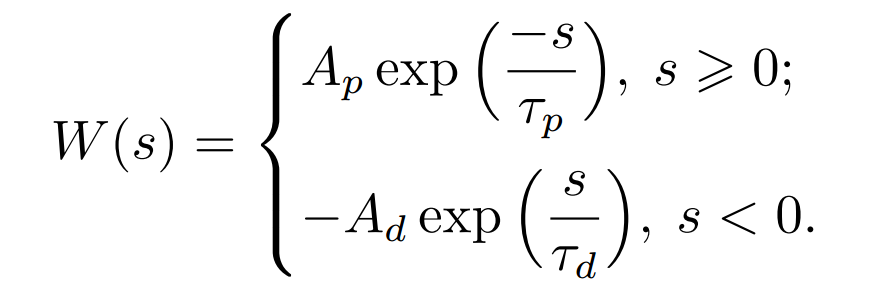 W(s) = { A_p exp(−s/τ_p), s ⩾ 0;
−A_d exp(s/τ_d), s < 0.